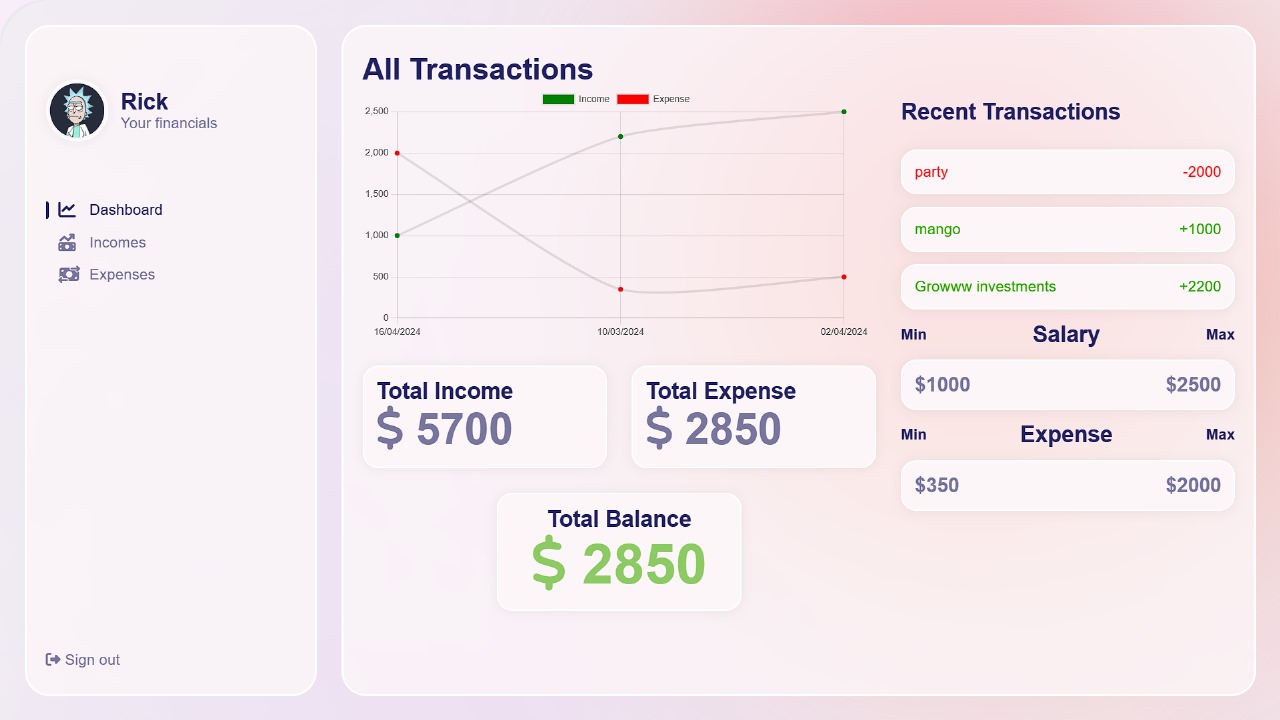 Rick
Your financials
Dashboard
Incomes
Expenses
Sign out
All Transactions
Income Expense
2,500
2,000
1,500
1,000
500
0
16/04/2024 10/03/2024 02/04/2024
Total Income
$ 5700
Total Expense
$ 2850
Total Balance
$ 2850
Recent Transactions
party -2000
mango +1000
Growww investments +2200
Min Salary Max
$1000 $2500
Min Expense Max
$350 $2000